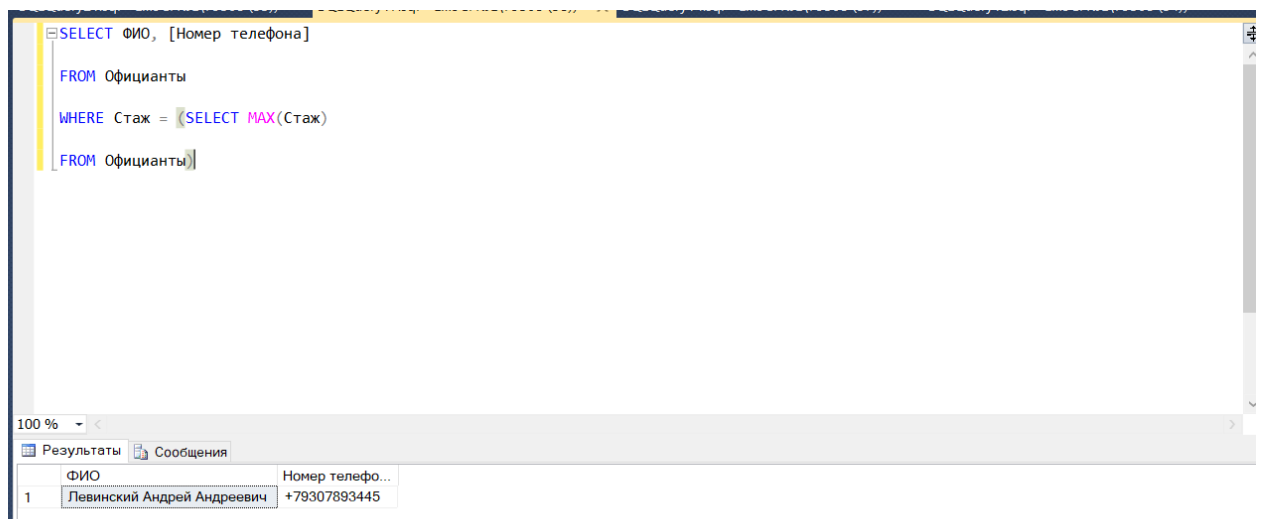 SELECT ФИО, [Номер телефона]
FROM Официанты
WHERE Стаж = (SELECT MAX(Стаж)
FROM Официанты)
100 %
Результаты Сообщения
ФИО Номер телефо...
1 Левинский Андрей Андреевич +79307893445